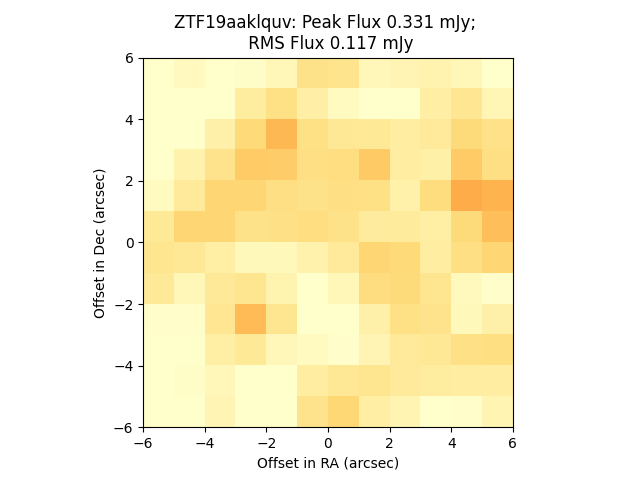 ZTF19aaklquv: Peak Flux 0.331 mJy;
RMS Flux 0.117 mJy
6
4
2
0
−2
−4
−6
Offset in Dec (arcsec)
−6 −4 −2 0 2 4 6
Offset in RA (arcsec)